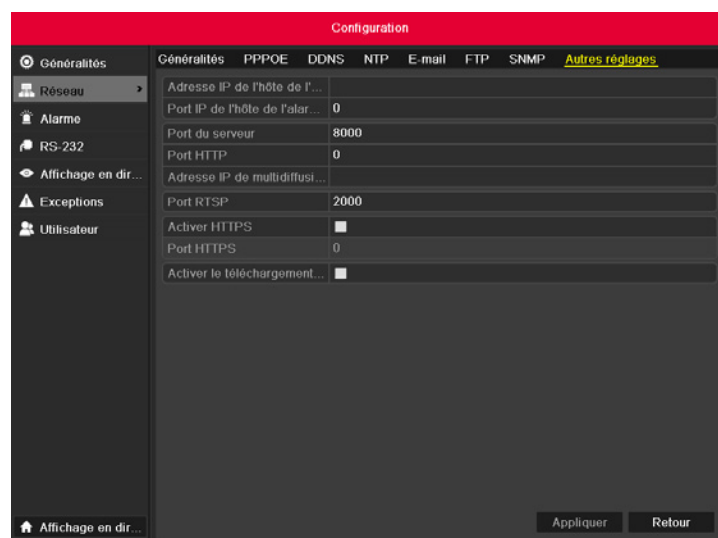 Configuration
Généralités
Réseau
Alarme
RS-232
Affichage en dir...
Exceptions
Utilisateur
Affichage en dir...
Généralités PPPOE DDNS NTP E-mail FTP SNMP Autres réglages
Adresse IP de l'hôte de l'...
Port IP de l'hôte de l'alar... 0
Port du serveur 8000
Port HTTP 0
Adresse IP de multidiffusi...
Port RTSP 2000
Activer HTTPS
Port HTTPS 0
Activer le téléchargement...
Appliquer Retour